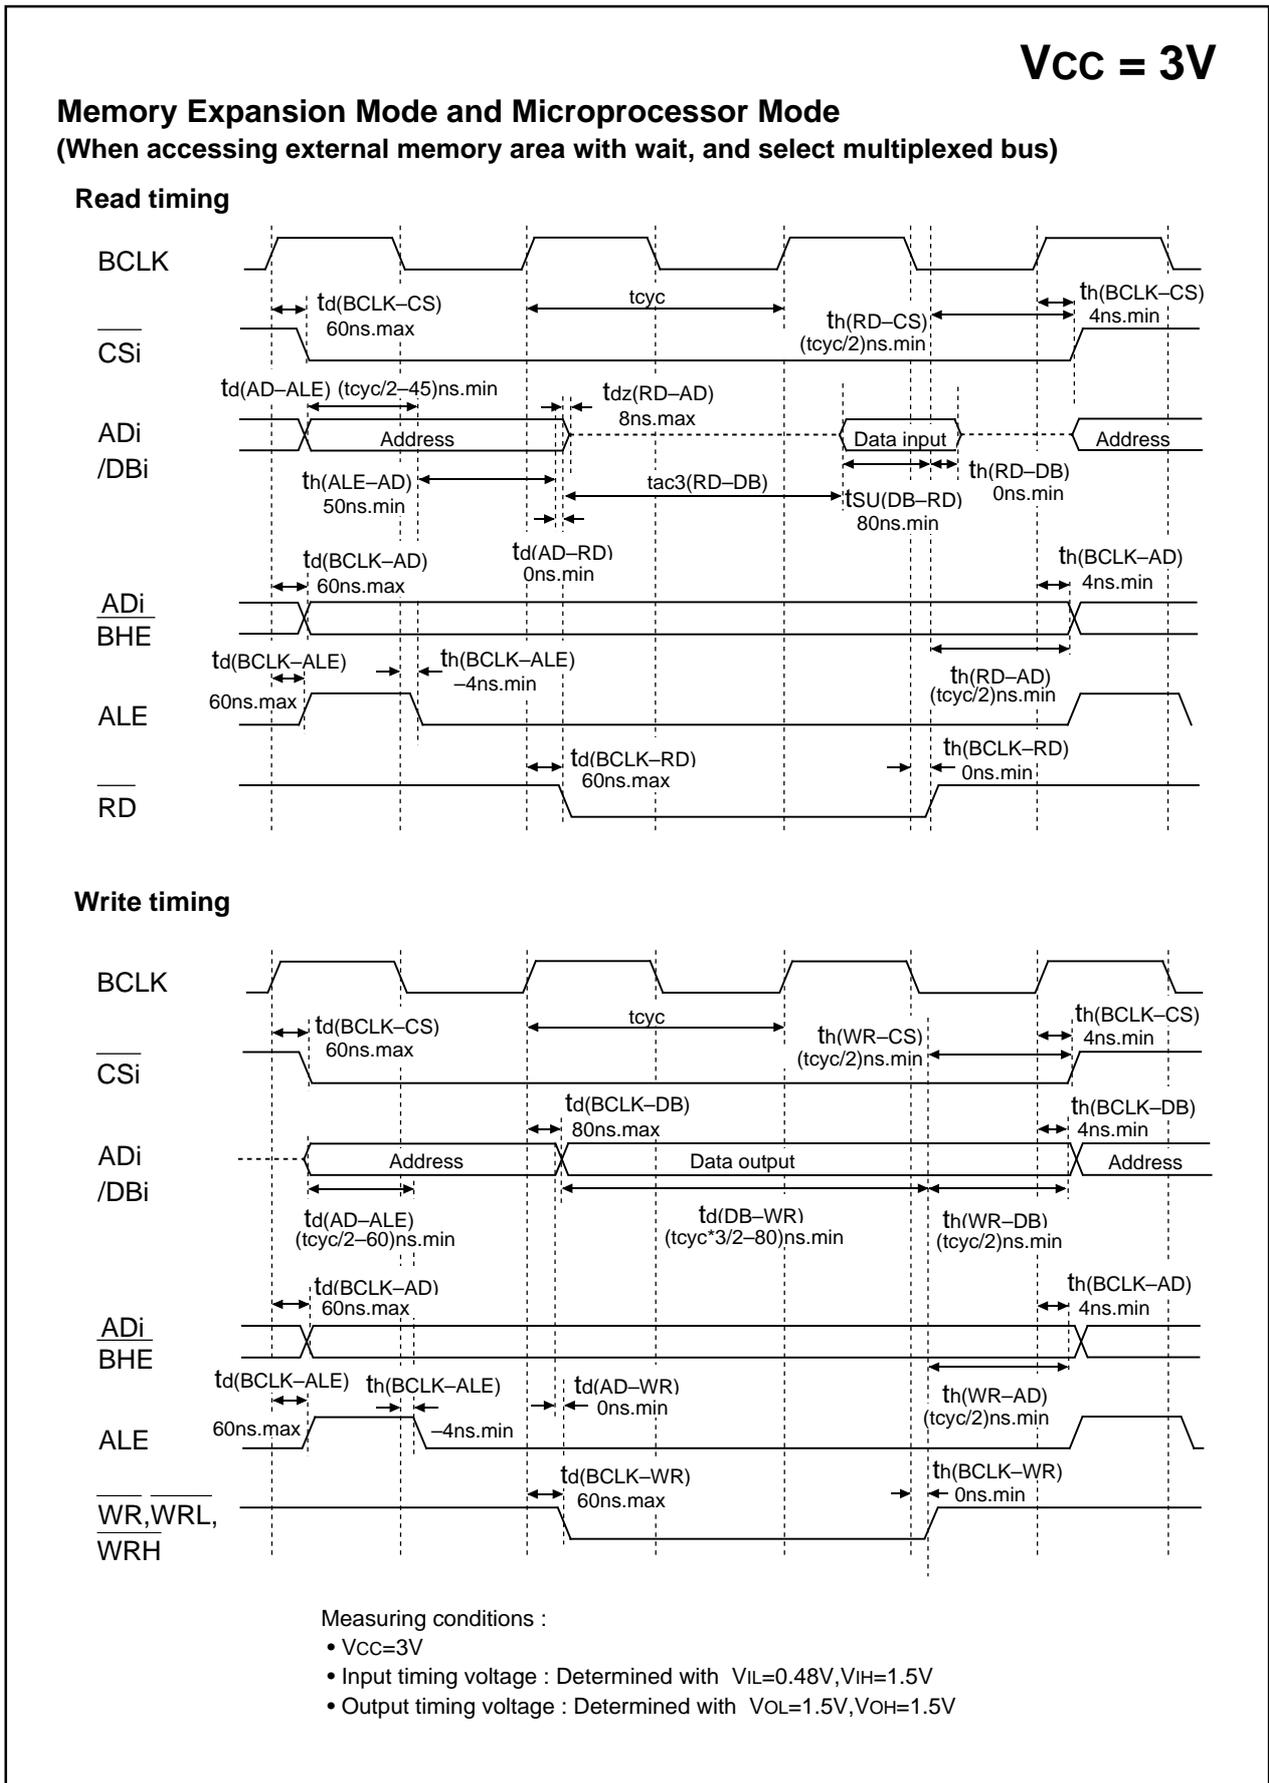 VCC = 3V
Memory Expansion Mode and Microprocessor Mode
(When accessing external memory area with wait, and select multiplexed bus)
Read timing
BCLK
td(BCLK–CS)
60ns.max
tcyc
th(RD–CS)
(tcyc/2)ns.min
th(BCLK–CS)
4ns.min
CSi
td(AD–ALE) (tcyc/2–45)ns.min
tdz(RD–AD)
8ns.max
ADi
/DBi
Address
Data input
Address
th(ALE–AD)
50ns.min
tac3(RD–DB)
tSU(DB–RD)
80ns.min
th(RD–DB)
0ns.min
td(AD–RD)
0ns.min
td(BCLK–AD)
60ns.max
th(BCLK–AD)
4ns.min
ADi
BHE
td(BCLK–ALE)
60ns.max
th(BCLK–ALE)
–4ns.min
th(RD–AD)
(tcyc/2)ns.min
ALE
td(BCLK–RD)
60ns.max
th(BCLK–RD)
0ns.min
RD
Write timing
BCLK
td(BCLK–CS)
60ns.max
tcyc
th(WR–CS)
(tcyc/2)ns.min
th(BCLK–CS)
4ns.min
CSi
td(BCLK–DB)
80ns.max
th(BCLK–DB)
4ns.min
ADi
/DBi
Address
Data output
Address
td(AD–ALE)
(tcyc/2–60)ns.min
td(DB–WR)
(tcyc*3/2–80)ns.min
th(WR–DB)
(tcyc/2)ns.min
td(BCLK–AD)
60ns.max
th(BCLK–AD)
4ns.min
ADi
BHE
td(BCLK–ALE)
60ns.max
th(BCLK–ALE)
–4ns.min
td(AD–WR)
0ns.min
th(WR–AD)
(tcyc/2)ns.min
ALE
td(BCLK–WR)
60ns.max
th(BCLK–WR)
0ns.min
WR,WRL,
WRH
Measuring conditions :
• VCC=3V
• Input timing voltage : Determined with VIL=0.48V,VIH=1.5V
• Output timing voltage : Determined with VOL=1.5V,VOH=1.5V